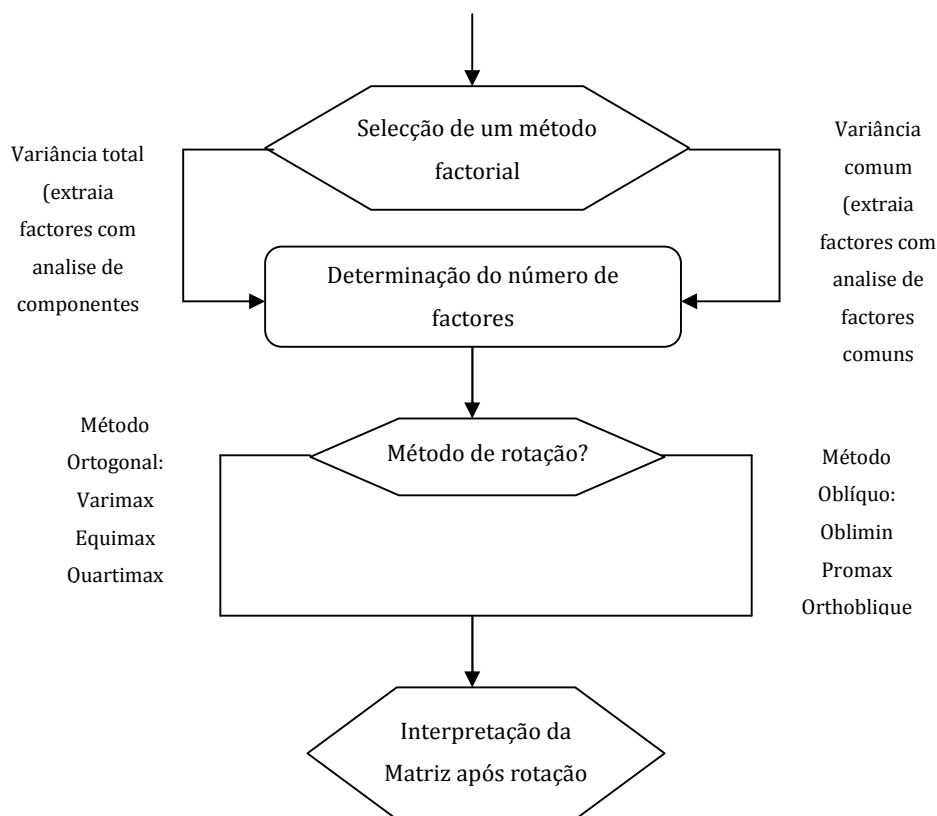 Selecção de um método
factorial
Variância total
(extraia
factores com
analise de
componentes
Variância
comum
(extraia
factores com
analise de
factores
comuns
Determinação do número de
factores
Método de rotação?
Método
Ortogonal:
Varimax
Equimax
Quartimax
Método
Oblíquo:
Oblimin
Promax
Orthoblique
Interpretação da
Matriz após rotação